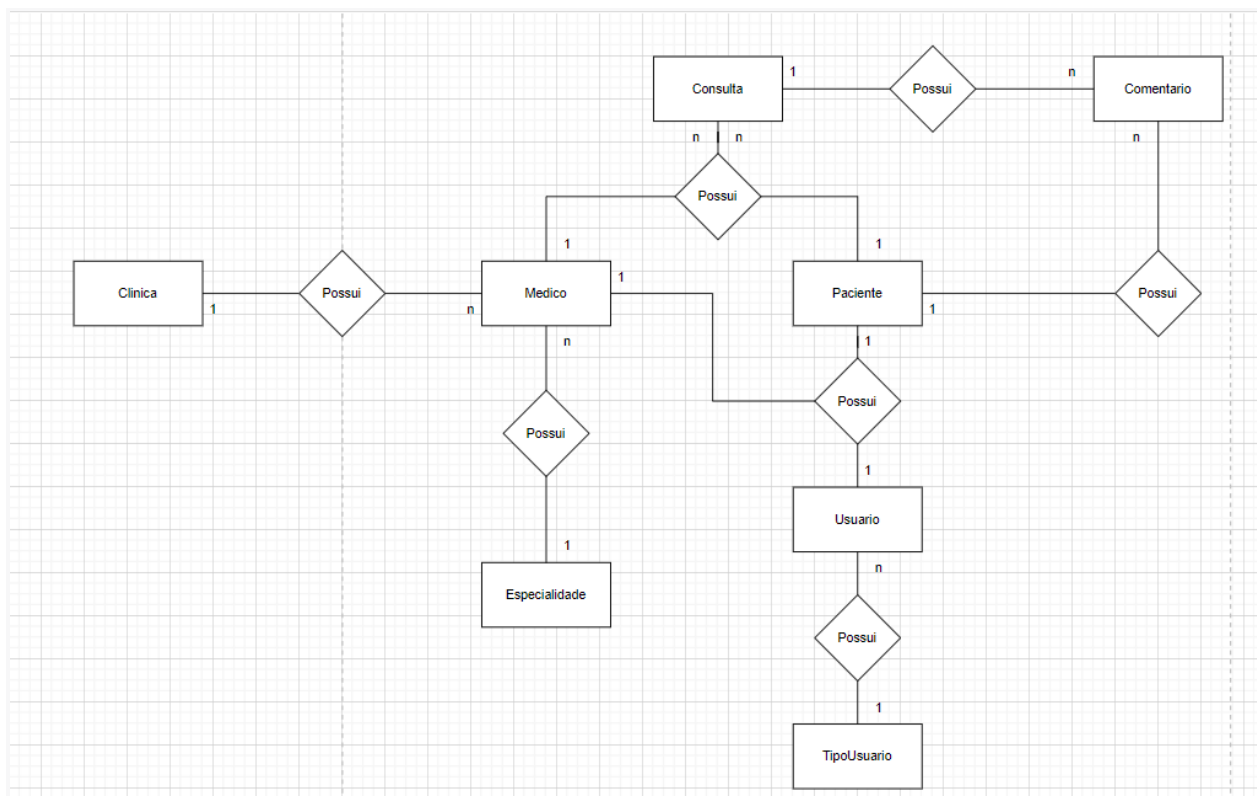 Consulta
1
Possui
n
Comentario
n
n
n
Possui
1
1
Clinica
1
Possui
n
Medico
1
Paciente
1
Possui
n
1
Possui
Possui
1
1
Usuario
Especialidade
n
Possui
1
TipoUsuario